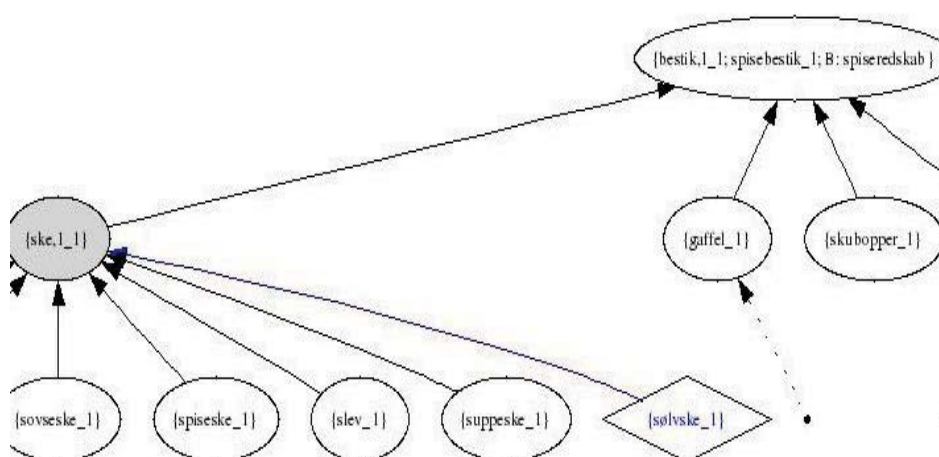 {bestik,1_1; spisebestik_1; B: spiseredskab }
{ske,1_1}
{gaffel_1}
{skubopper_1}
{sovseske_1}
{spiseske_1}
{slev_1}
{suppeske_1}
{sølvske_1}